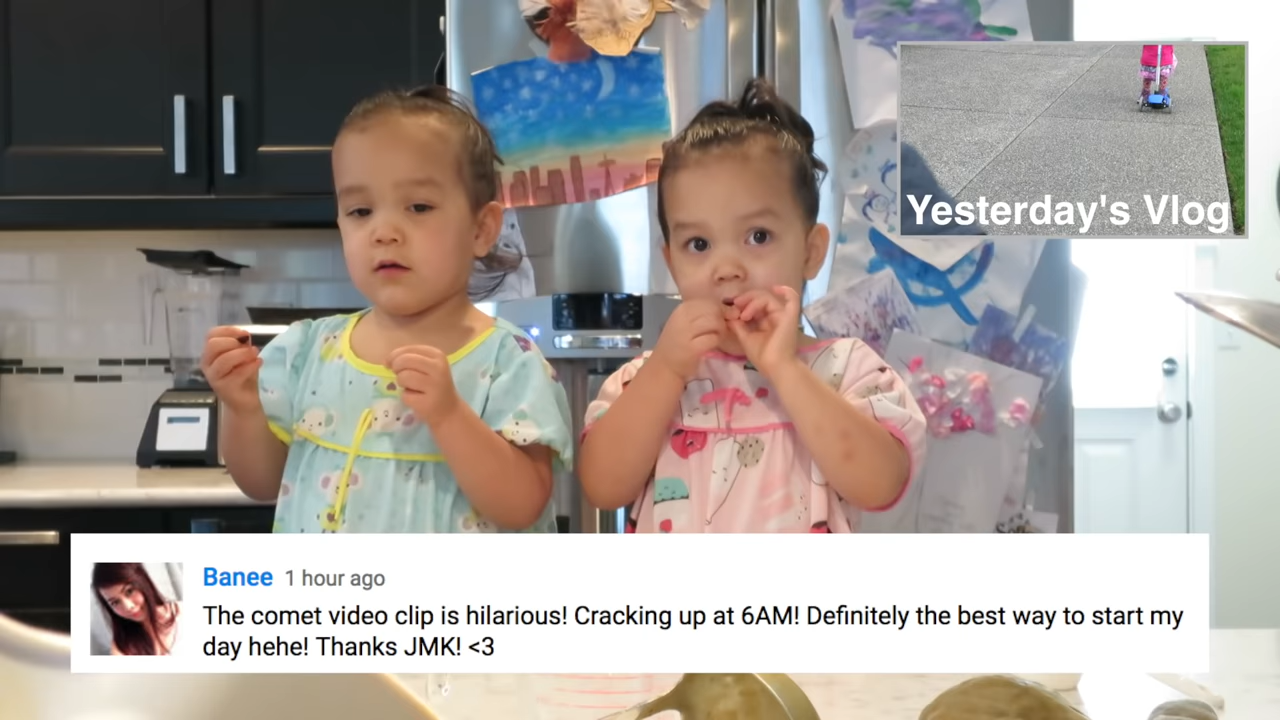 Yesterday's Vlog
Banee 1 hour ago
The comet video clip is hilarious! Cracking up at 6AM! Definitely the best way to start my
day hehe! Thanks JMK! <3